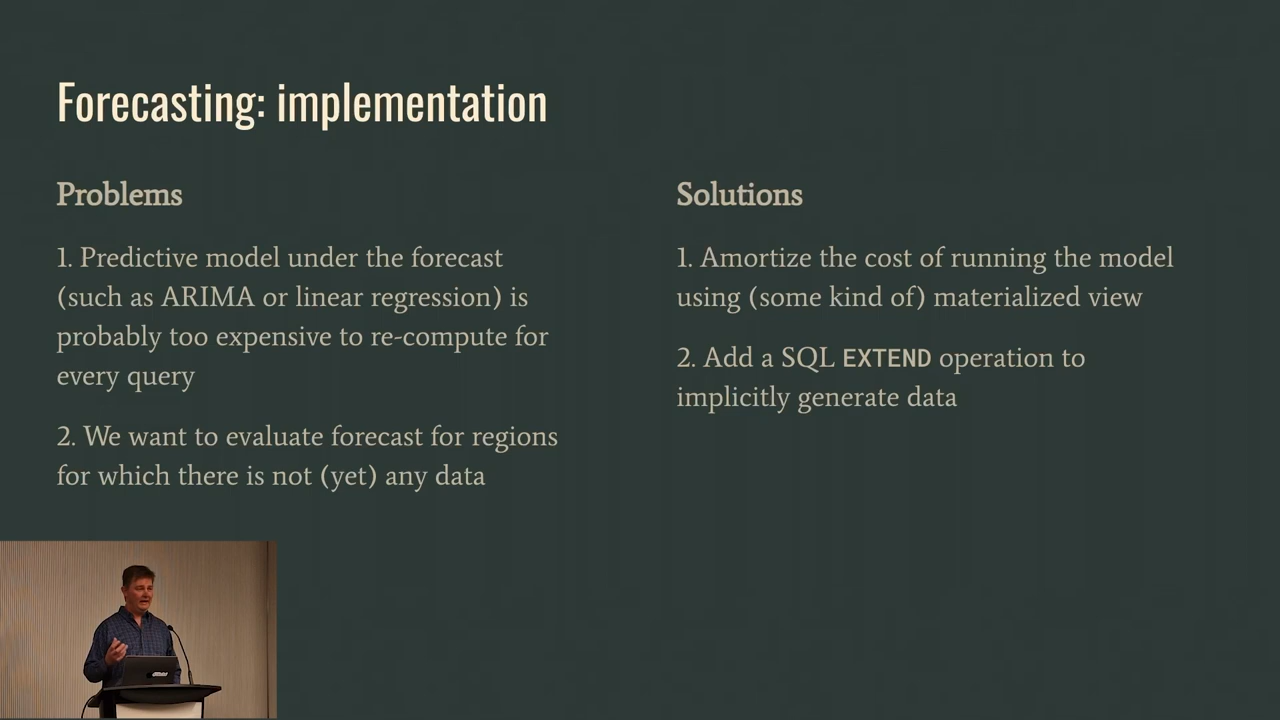 Forecasting: implementation
Problems
1. Predictive model under the forecast
(such as ARIMA or linear regression) is
probably too expensive to re-compute for
every query
2. We want to evaluate forecast for regions
for which there is not (yet) any data
Solutions
1. Amortize the cost of running the model
using (some kind of) materialized view
2. Add a SQL EXTEND operation to
implicitly generate data